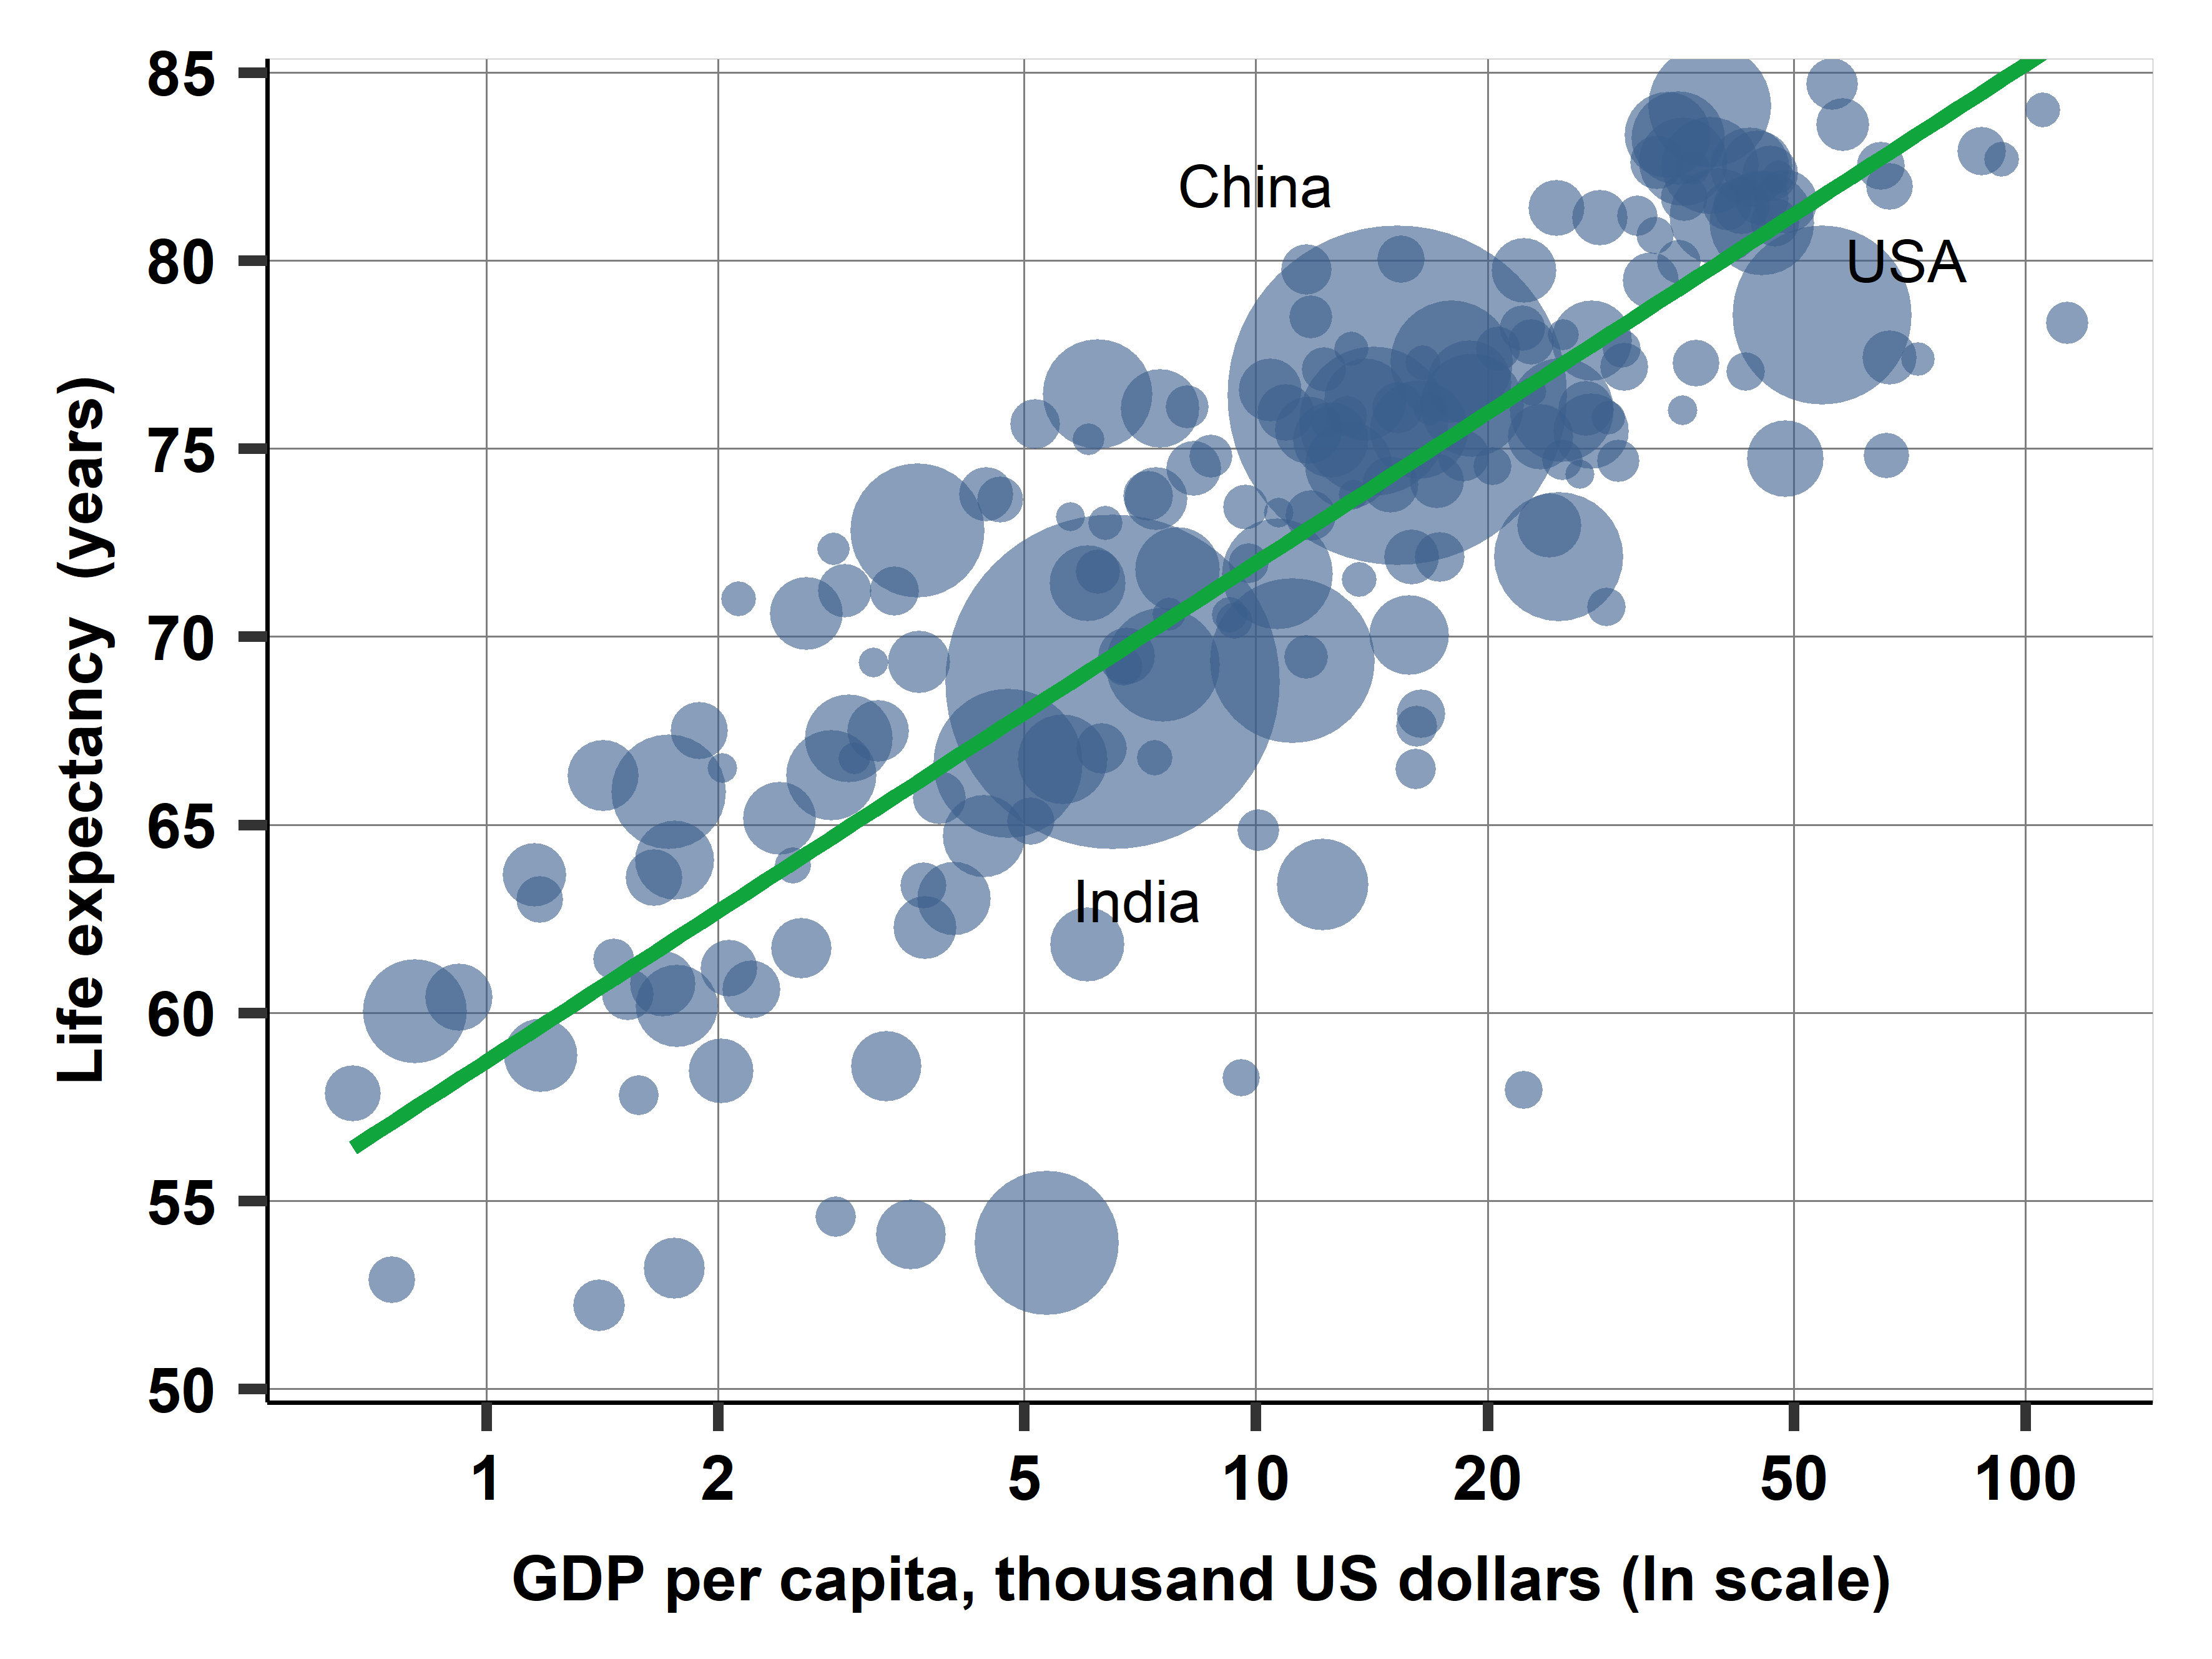 85
80
75
70
65
60
55
50
Life expectancy (years)
China
USA
India
1 2 5 10 20 50 100
GDP per capita, thousand US dollars (ln scale)